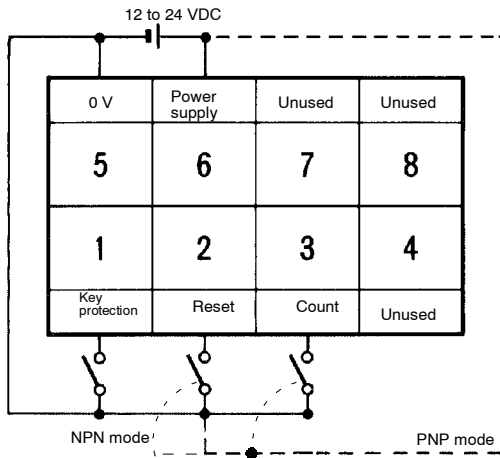 12 to 24 VDC
0 V
Power
supply
Unused
Unused
5
6
7
8
1
2
3
4
Key
protection
Reset
Count
Unused
NPN mode
PNP mode